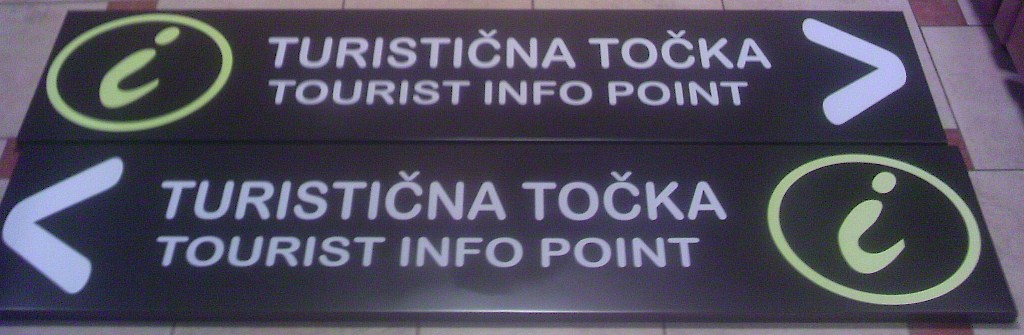 i TURISTIČNA TOČKA >
TOURIST INFO POINT
< TURISTIČNA TOČKA i
TOURIST INFO POINT